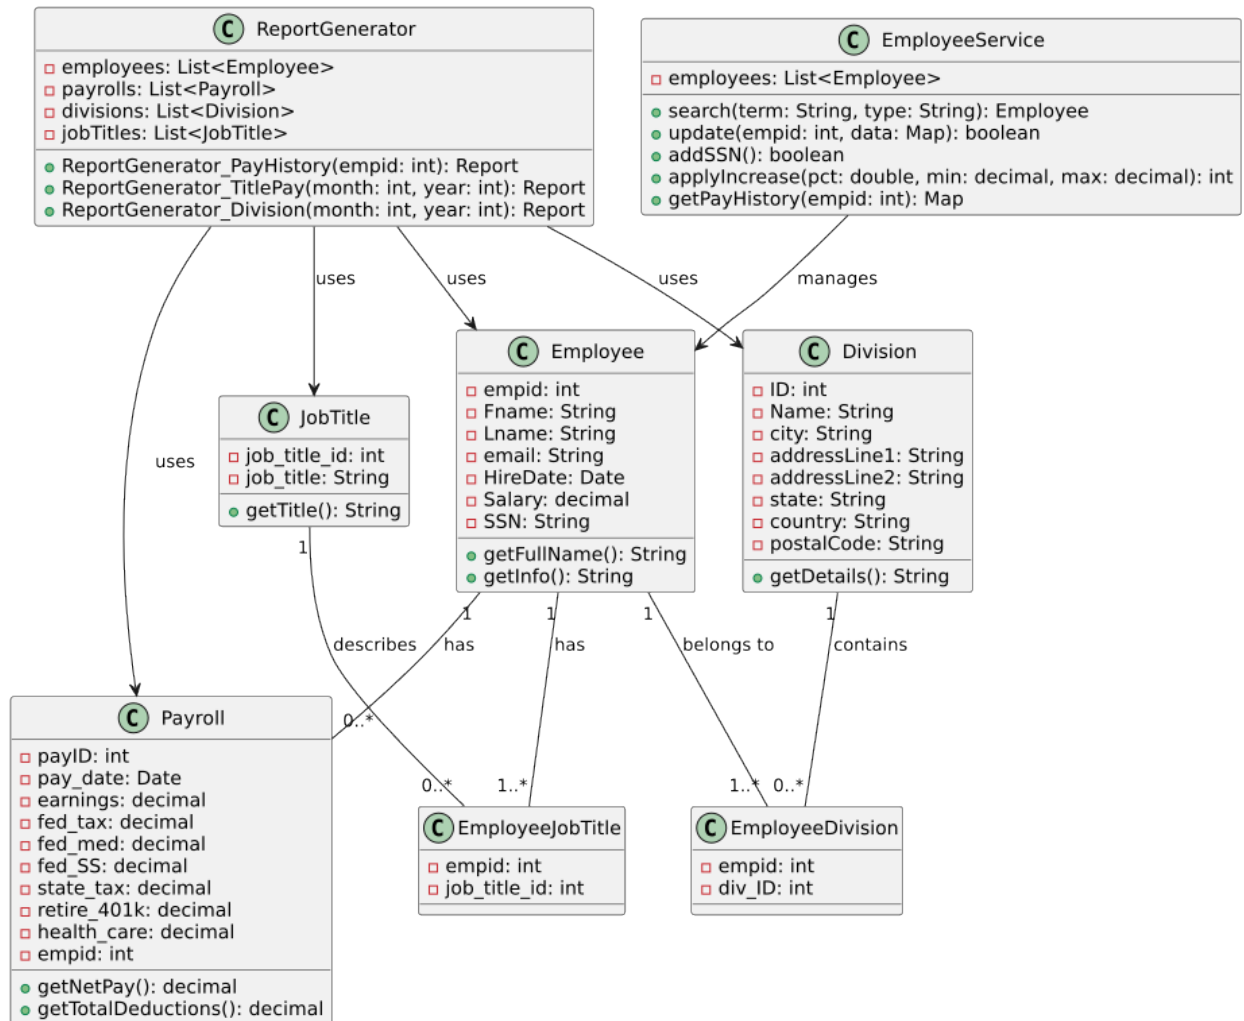 C ReportGenerator
employees: List<Employee>
payrolls: List<Payroll>
divisions: List<Division>
jobTitles: List<JobTitle>
ReportGenerator_PayHistory(empid: int): Report
ReportGenerator_TitlePay(month: int, year: int): Report
ReportGenerator_Division(month: int, year: int): Report
C EmployeeService
employees: List<Employee>
search(term: String, type: String): Employee
update(empid: int, data: Map): boolean
addSSN(): boolean
applyIncrease(pct: double, min: decimal, max: decimal): int
getPayHistory(empid: int): Map
uses
uses
uses
manages
uses
C JobTitle
job_title_id: int
job_title: String
getTitle(): String
C Employee
empid: int
Fname: String
Lname: String
email: String
HireDate: Date
Salary: decimal
SSN: String
getFullName(): String
getInfo(): String
C Division
ID: int
Name: String
city: String
addressLine1: String
addressLine2: String
state: String
country: String
postalCode: String
getDetails(): String
1
1
1
1
1
describes
has
has
belongs to
contains
0..*
0..*
1..*
1..*
0..*
C Payroll
payID: int
pay_date: Date
earnings: decimal
fed_tax: decimal
fed_med: decimal
fed_SS: decimal
state_tax: decimal
retire_401k: decimal
health_care: decimal
empid: int
getNetPay(): decimal
getTotalDeductions(): decimal
C EmployeeJobTitle
empid: int
job_title_id: int
C EmployeeDivision
empid: int
div_ID: int